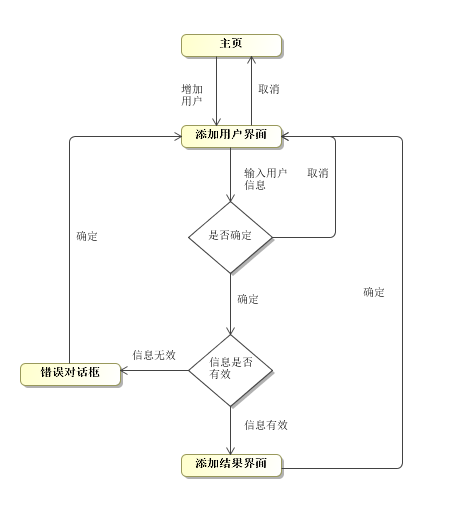 主页
增加
用户
取消
添加用户界面
输入用户
信息
取消
是否确定
确定
确定
确定
信息无效
信息是否
有效
错误对话框
信息有效
添加结果界面